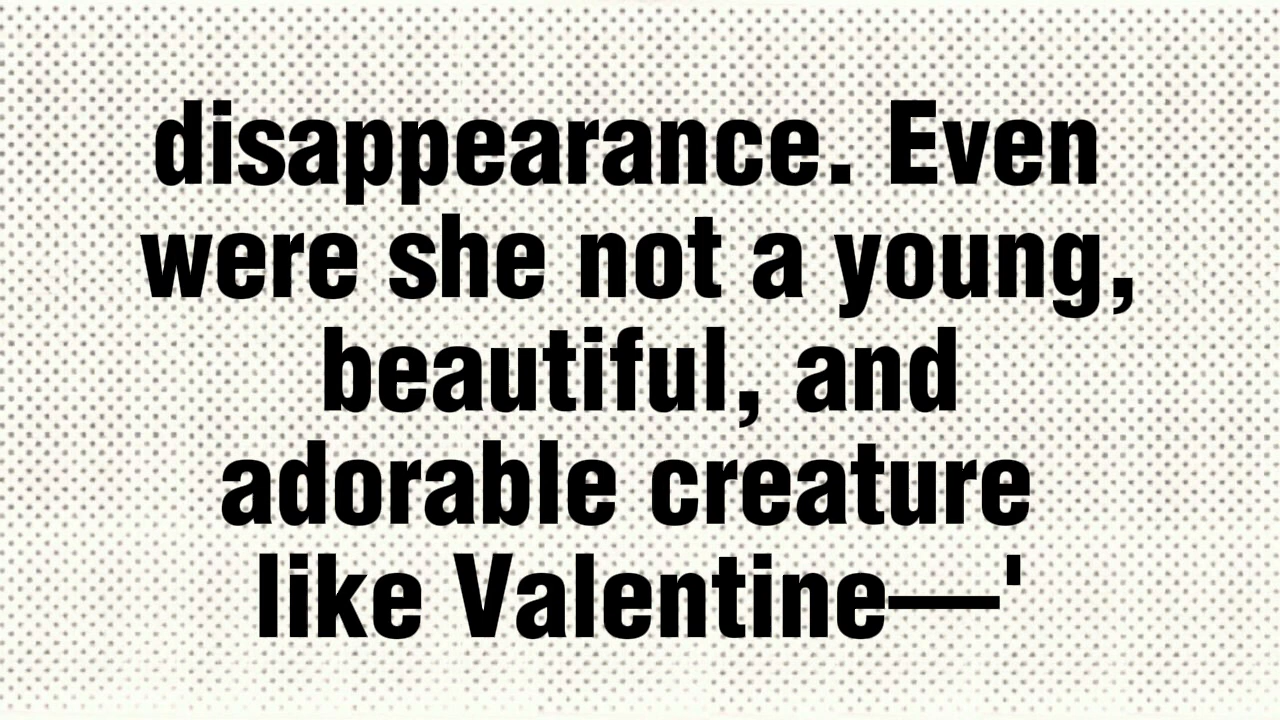 disappearance. Even
were she not a young,
beautiful, and
adorable creature
like Valentine—'